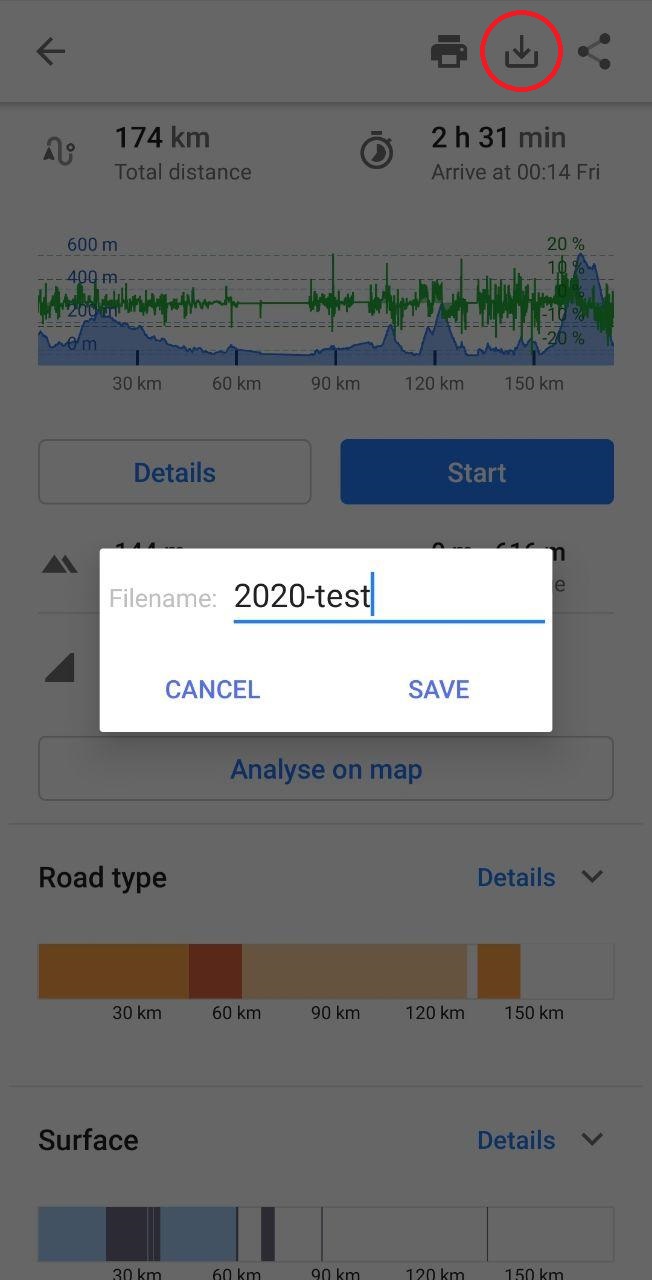 174 km
Total distance
2 h 31 min
Arrive at 00:14 Fri
600 m
400 m
200 m
0 m
20 %
10 %
0 %
-10 %
-20 %
30 km 60 km 90 km 120 km 150 km
Details
Start
144 m
0 m - 616 m
e
Filename: 2020-test
CANCEL SAVE
Analyse on map
Road type Details
30 km 60 km 90 km 120 km 150 km
Surface Details
30 km 60 km 90 km 120 km 150 km